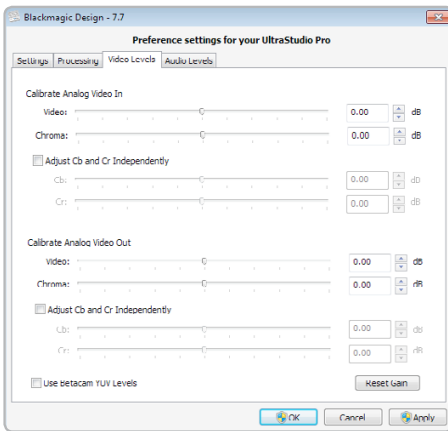 Blackmagic Design - 7.7
Preference settings for your UltraStudio Pro
Settings Processing Video Levels Audio Levels
Calibrate Analog Video In
Video: 0.00 dB
Chroma: 0.00 dB
Adjust Cb and Cr Independently
Cb: 0.00 dB
Cr: 0.00 dB
Calibrate Analog Video Out
Video: 0.00 dB
Chroma: 0.00 dB
Adjust Cb and Cr Independently
Cb: 0.00 dB
Cr: 0.00 dB
Use Betacam YUV Levels Reset Gain
OK Cancel Apply